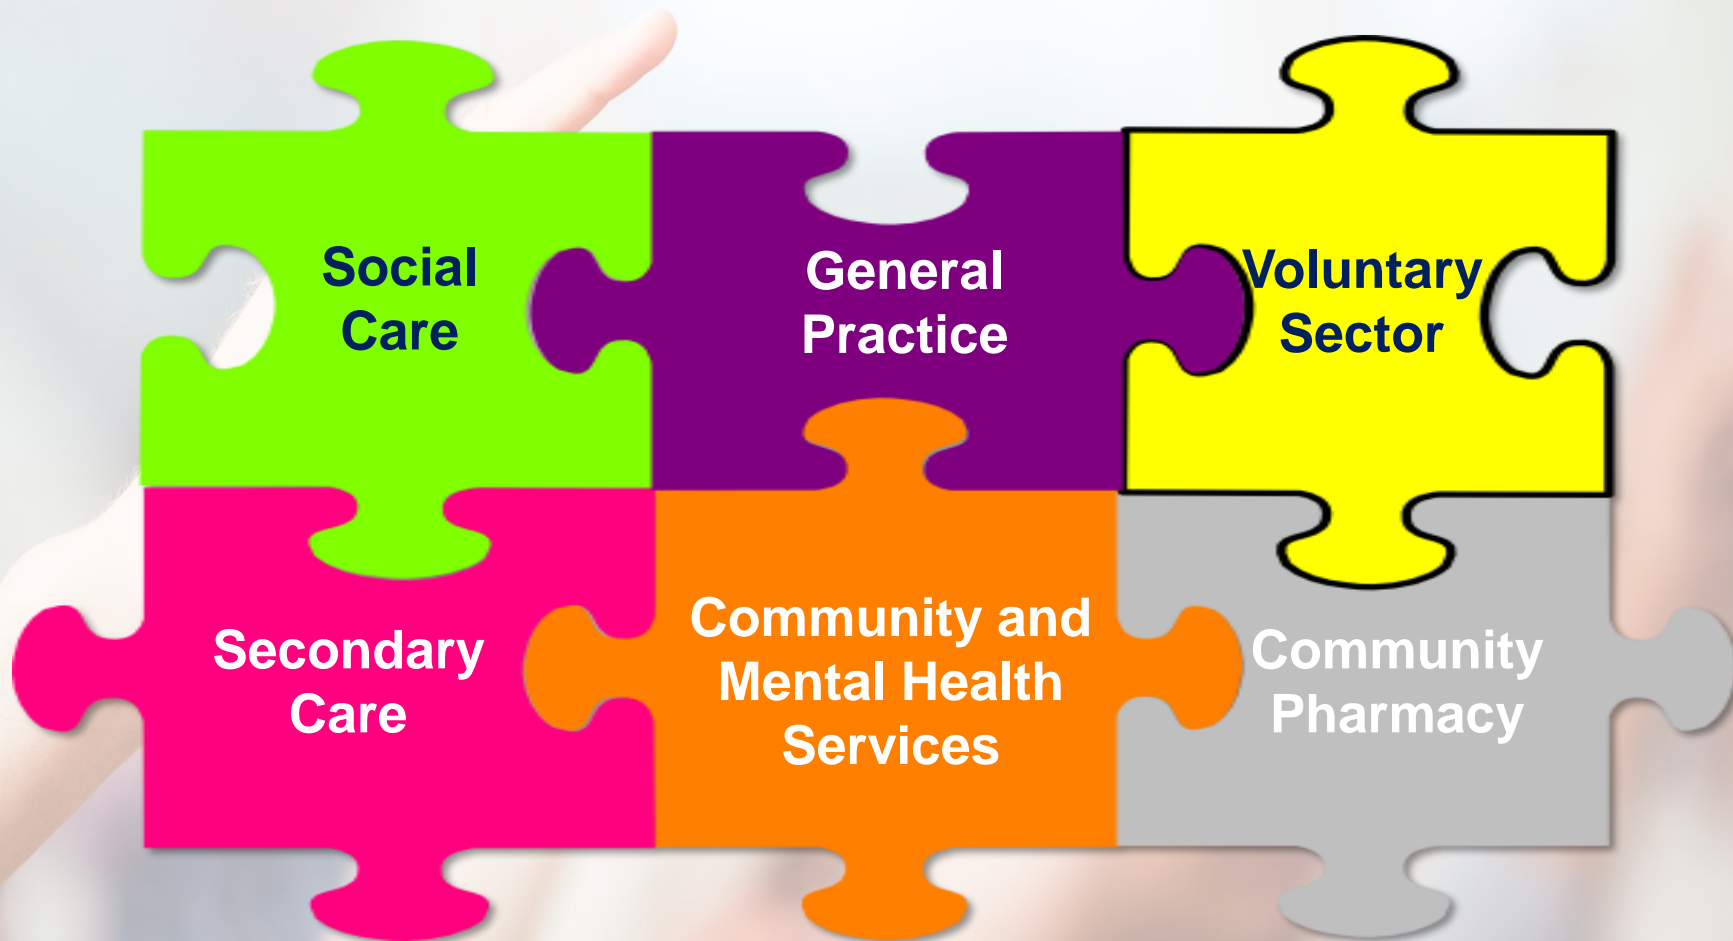 Social
Care
General
Practice
Voluntary
Sector
Secondary
Care
Community and
Mental Health
Services
Community
Pharmacy